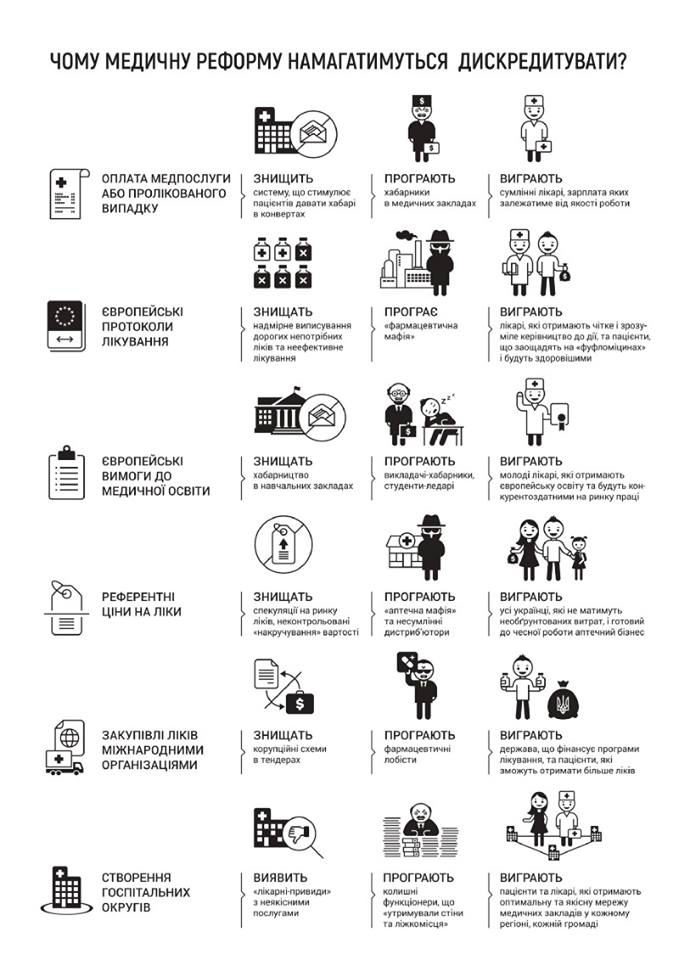 ЧОМУ МЕДИЧНУ РЕФОРМУ НАМАГАТИМУТЬСЯ ДИСКРЕДИТУВАТИ?
ОПЛАТА МЕДПОСЛУГИ
АБО ПРОЛІКОВАНОГО
ВИПАДКУ
ЗНИЩИТЬ
систему, що стимулює
пацієнтів давати хабарі
в конвертах
$
$
ПРОГРАЮТЬ
хабарники
в медичних закладах
ВИГРАЮТЬ
сумлінні лікарі, зарплата яких
залежатиме від якості роботи
ЄВРОПЕЙСЬКІ
ПРОТОКОЛИ
ЛІКУВАННЯ
ЗНИЩАТЬ
надмірне виписування
дорогих непотрібних
ліків та неефективне
лікування
ПРОГРАЄ
«фармацевтична
мафія»
ВИГРАЮТЬ
лікарі, які отримають чітке і зрозу-
міле керівництво до дії, та пацієнти,
що заощадять на «фуфломіцинах»
і будуть здоровішими
ЄВРОПЕЙСЬКІ
ВИМОГИ ДО
МЕДИЧНОЇ ОСВІТИ
ЗНИЩАТЬ
хабарництво
в навчальних закладах
$
z z z
ПРОГРАЮТЬ
викладачі-хабарники,
студенти-ледарі
ВИГРАЮТЬ
молоді лікарі, які отримають
європейську освіту та будуть кон-
курентоздатними на ринку праці
РЕФЕРЕНТНІ
ЦІНИ НА ЛІКИ
ЗНИЩАТЬ
спекуляції на ринку
ліків, неконтрольовані
«накручування» вартості
ПРОГРАЮТЬ
«аптечна мафія»
та несумлінні
дистриб'ютори
ВИГРАЮТЬ
усі українці, які не матимуть
необґрунтованих витрат, і готовий
до чесної роботи аптечний бізнес
ЗАКУПІВЛІ ЛІКІВ
МІЖНАРОДНИМИ
ОРГАНІЗАЦІЯМИ
$
ЗНИЩАТЬ
корупційні схеми
в тендерах
ПРОГРАЮТЬ
фармацевтичні
лобісти
ВИГРАЮТЬ
держава, що фінансує програми
лікування, та пацієнти, які
зможуть отримати більше ліків
СТВОРЕННЯ
ГОСПІТАЛЬНИХ
ОКРУГІВ
ВИЯВИТЬ
«лікарні-привиди»
з неякісними
послугами
ПРОГРАЮТЬ
колишні
функціонери, що
«утримували стіни
та ліжкомісця»
ВИГРАЮТЬ
пацієнти та лікарі, які отримають
оптимальну та якісну мережу
медичних закладів у кожному
регіоні, кожній громаді